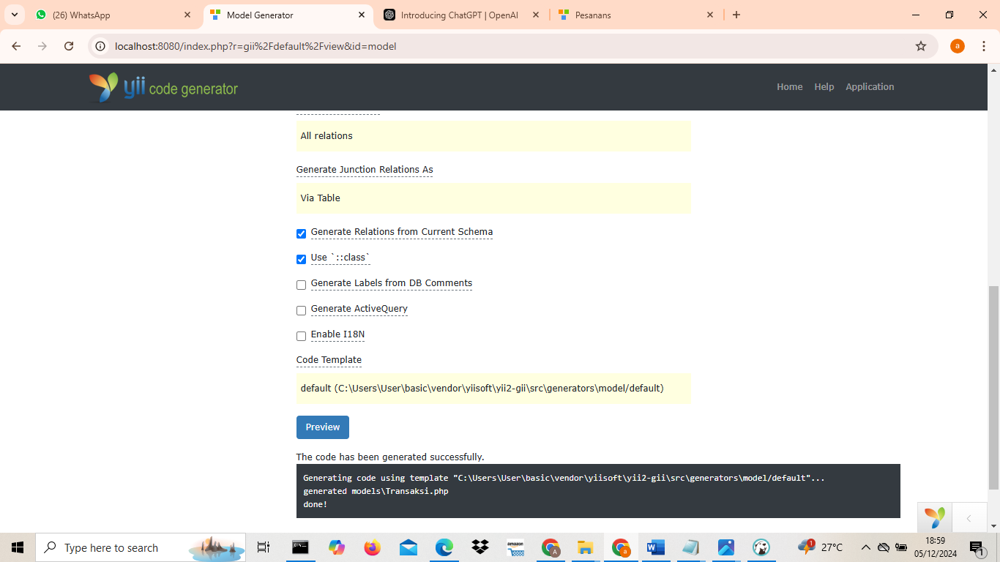 (26) WhatsApp
Model Generator
Introducing ChatGPT | OpenAI
Pesanans
localhost:8080/index.php?r=gii%2Fdefault%2Fview&id=model
a
yii code generator
Home
Help
Application
All relations
Generate Junction Relations As
Via Table
Generate Relations from Current Schema
Use `::class`
Generate Labels from DB Comments
Generate ActiveQuery
Enable I18N
Code Template
default (C:\Users\User\basic\vendor\yiisoft\yii2-gii\src\generators\model/default)
Preview
The code has been generated successfully.
Generating code using template "C:\Users\User\basic\vendor\yiisoft\yii2-gii\src\generators\model/default"...
generated models\Transaksi.php
done!
Type here to search
amazon
A
a
1
27°C
18:59
05/12/2024
1